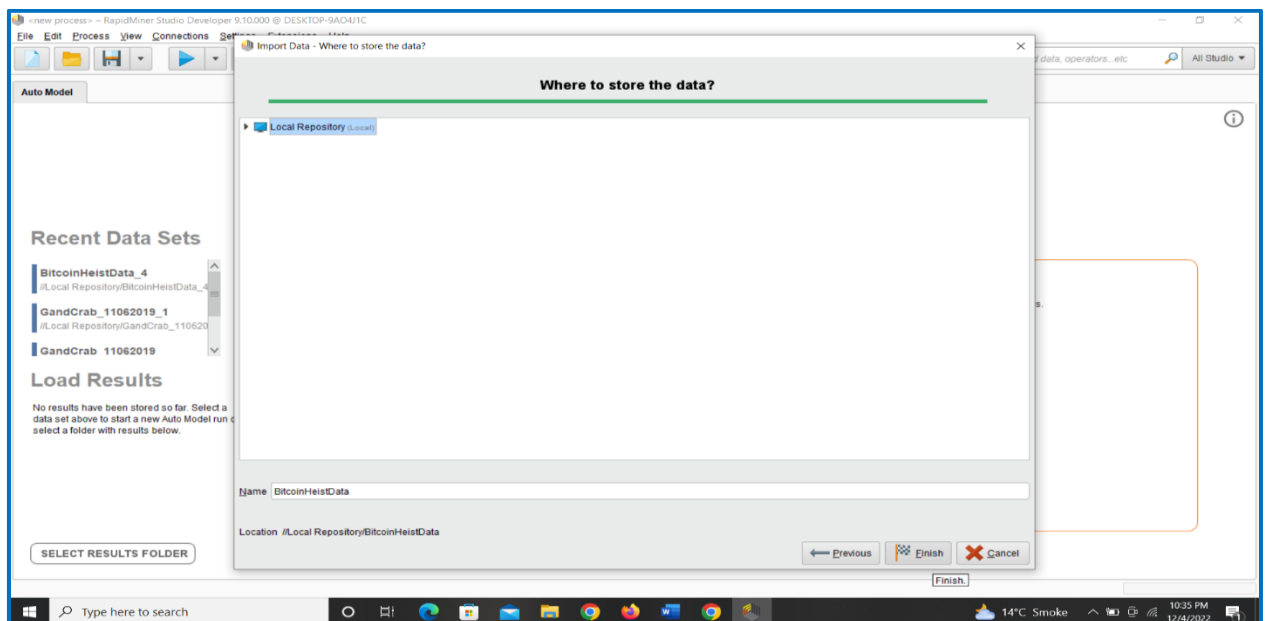 <new process> – RapidMiner Studio Developer 9.10.000 @ DESKTOP-9AO4J1C
File Edit Process View Connections
Import Data - Where to store the data?
data, operators...etc
All Studio
Auto Model
Where to store the data?
Local Repository (Local)
Recent Data Sets
BitcoinHeistData_4
//Local Repository/BitcoinHeistData_4
GandCrab_11062019_1
//Local Repository/GandCrab_110620
GandCrab 11062019
s.
Load Results
No results have been stored so far. Select a
data set above to start a new Auto Model run
select a folder with results below.
Name BitcoinHeistData
Location //Local Repository/BitcoinHeistData
SELECT RESULTS FOLDER
Previous
Finish
Cancel
Finish.
Type here to search
14°C Smoke
10:35 PM
12/4/2022